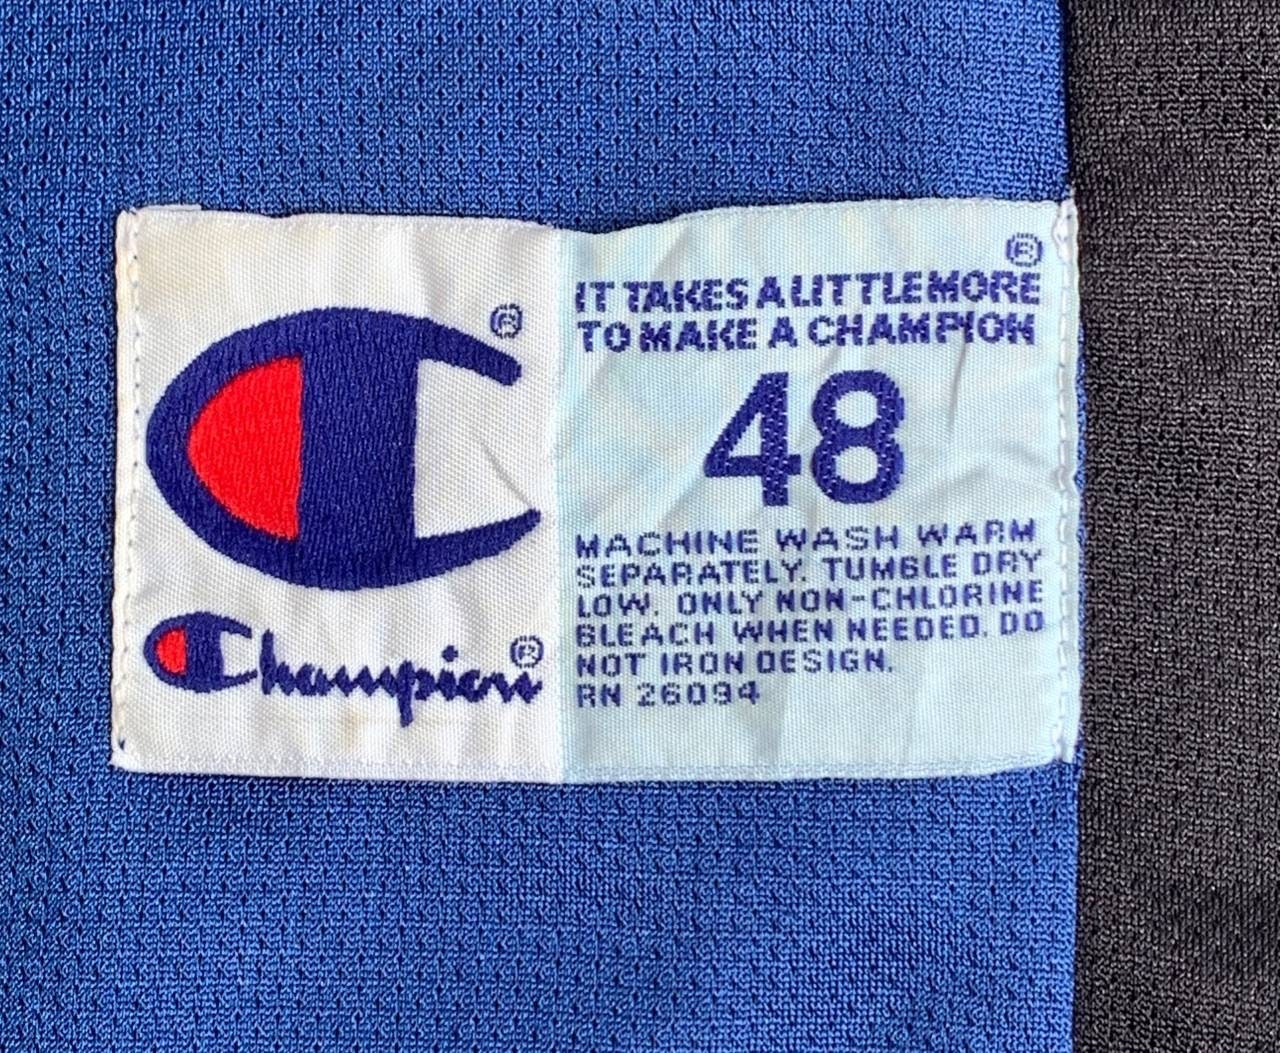 Champion®
®
IT TAKES A LITTLE MORE
TO MAKE A CHAMPION
48
MACHINE WASH WARM
SEPARATELY. TUMBLE DRY
LOW. ONLY NON-CHLORINE
BLEACH WHEN NEEDED. DO
NOT IRON DESIGN.
RN 26094